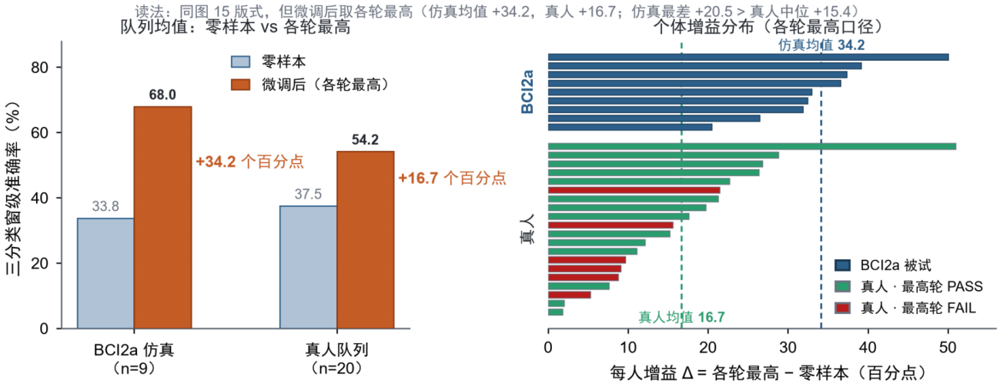 读法：同图 15 版式，但微调后取各轮最高（仿真均值 +34.2，真人 +16.7；仿真最差 +20.5 > 真人中位 +15.4）
队列均值：零样本 vs 各轮最高
三分类窗级准确率（%）
80
60
40
20
0
零样本
微调后（各轮最高）
33.8
68.0
+34.2 个百分点
37.5
54.2
+16.7 个百分点
BCI2a 仿真
（n=9）
真人队列
（n=20）
个体增益分布（各轮最高口径）
仿真均值 34.2
BCI2a
真人
真人均值 16.7
BCI2a 被试
真人 · 最高轮 PASS
真人 · 最高轮 FAIL
0
10
20
30
40
50
每人增益 Δ = 各轮最高 − 零样本（百分点）